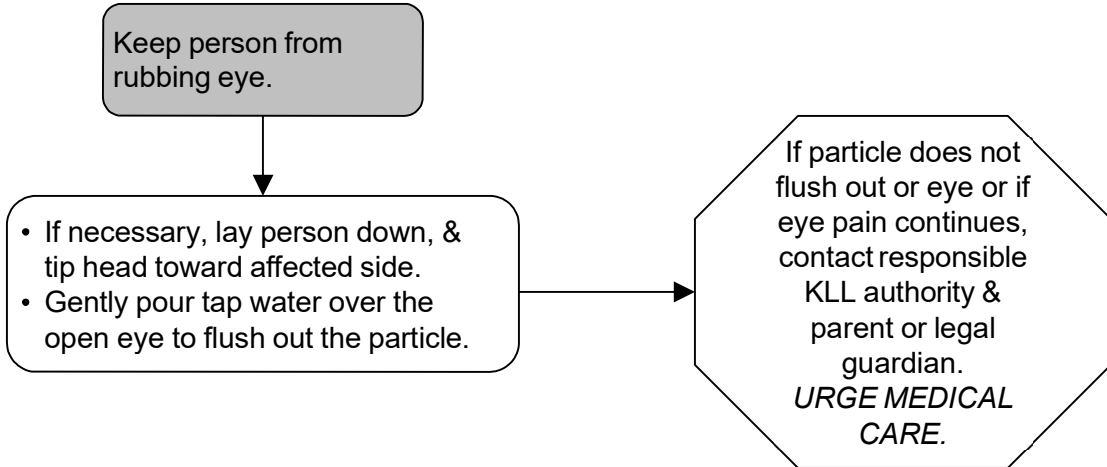 Keep person from
rubbing eye.
• If necessary, lay person down, &
tip head toward affected side.
• Gently pour tap water over the
open eye to flush out the particle.
If particle does not
flush out or eye or if
eye pain continues,
contact responsible
KLL authority &
parent or legal
guardian.
URGE MEDICAL
CARE.